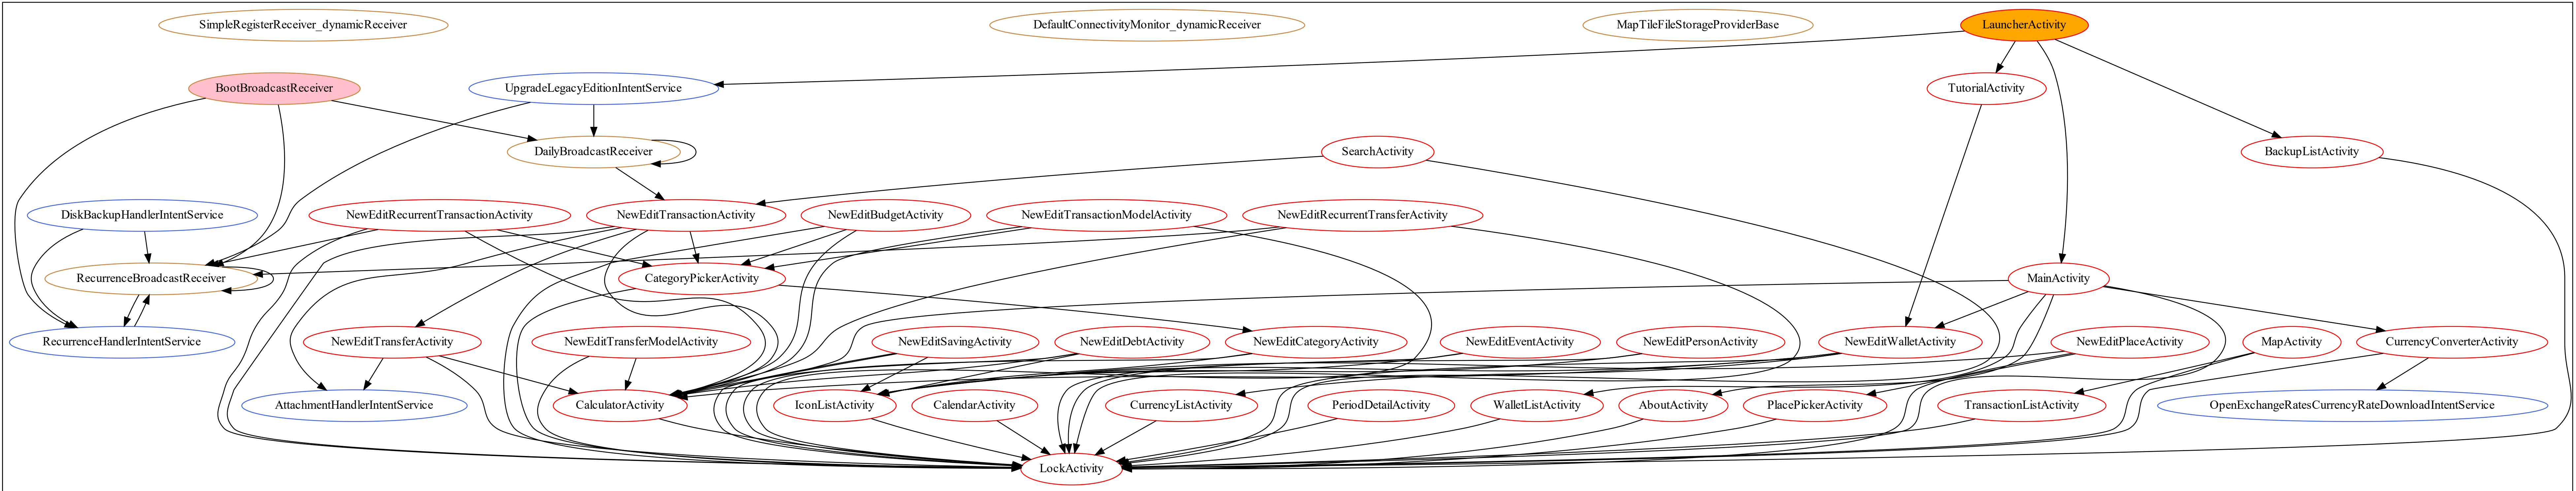 SimpleRegisterReceiver_dynamicReceiver
DefaultConnectivityMonitor_dynamicReceiver
MapTileFileStorageProviderBase
LauncherActivity
BootBroadcastReceiver
UpgradeLegacyEditionIntentService
TutorialActivity
DailyBroadcastReceiver
SearchActivity
BackupListActivity
DiskBackupHandlerIntentService
NewEditRecurrentTransactionActivity
NewEditTransactionActivity
NewEditBudgetActivity
NewEditTransactionModelActivity
NewEditRecurrentTransferActivity
RecurrenceBroadcastReceiver
CategoryPickerActivity
MainActivity
RecurrenceHandlerIntentService
NewEditTransferActivity
NewEditTransferModelActivity
NewEditSavingActivity
NewEditDebtActivity
NewEditCategoryActivity
NewEditEventActivity
NewEditPersonActivity
NewEditWalletActivity
NewEditPlaceActivity
MapActivity
CurrencyConverterActivity
AttachmentHandlerIntentService
CalculatorActivity
IconListActivity
CalendarActivity
CurrencyListActivity
PeriodDetailActivity
WalletListActivity
AboutActivity
PlacePickerActivity
TransactionListActivity
OpenExchangeRatesCurrencyRateDownloadIntentService
LockActivity